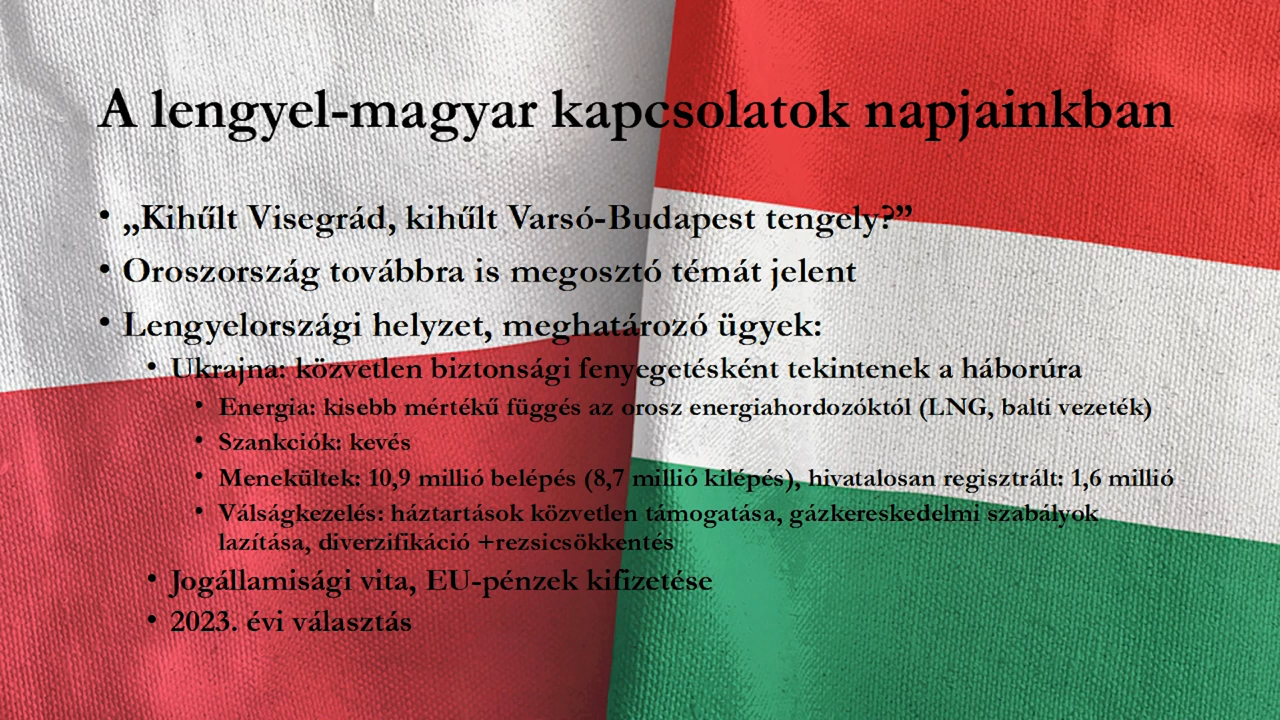 A lengyel-magyar kapcsolatok napjainkban
• „Kihűlt Visegrád, kihűlt Varsó-Budapest tengely?”
• Oroszország továbbra is megosztó témát jelent
• Lengyelországi helyzet, meghatározó ügyek:
• Ukrajna: közvetlen biztonsági fenyegetésként tekintenek a háborúra
• Energia: kisebb mértékű függés az orosz energiahordozóktól (LNG, balti vezeték)
• Szankciók: kevés
• Menekültek: 10,9 millió belépés (8,7 millió kilépés), hivatalosan regisztrált: 1,6 millió
• Válságkezelés: háztartások közvetlen támogatása, gázkereskedelmi szabályok
lazítása, diverzifikáció +rezsicsökkentés
• Jogállamisági vita, EU-pénzek kifizetése
• 2023. évi választás